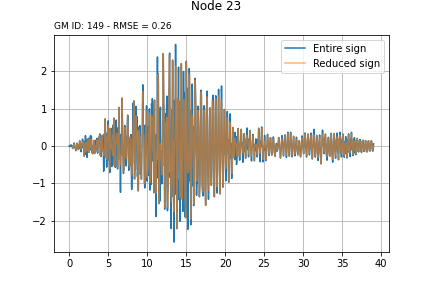 Node 23
GM ID: 149 - RMSE = 0.26
Entire sign
Reduced sign
2
1
0
−1
−2
0 5 10 15 20 25 30 35 40